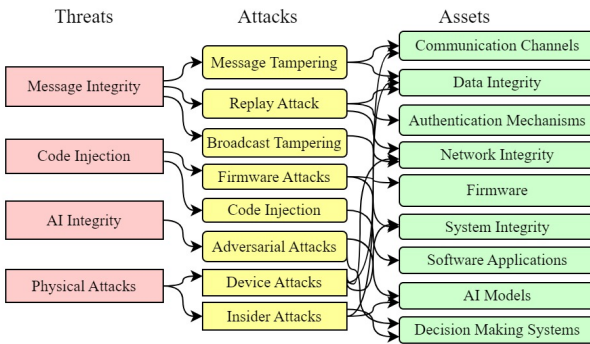 Threats
Attacks
Assets
Message Integrity
Code Injection
AI Integrity
Physical Attacks
Message Tampering
Replay Attack
Broadcast Tampering
Firmware Attacks
Code Injection
Adversarial Attacks
Device Attacks
Insider Attacks
Communication Channels
Data Integrity
Authentication Mechanisms
Network Integrity
Firmware
System Integrity
Software Applications
AI Models
Decision Making Systems